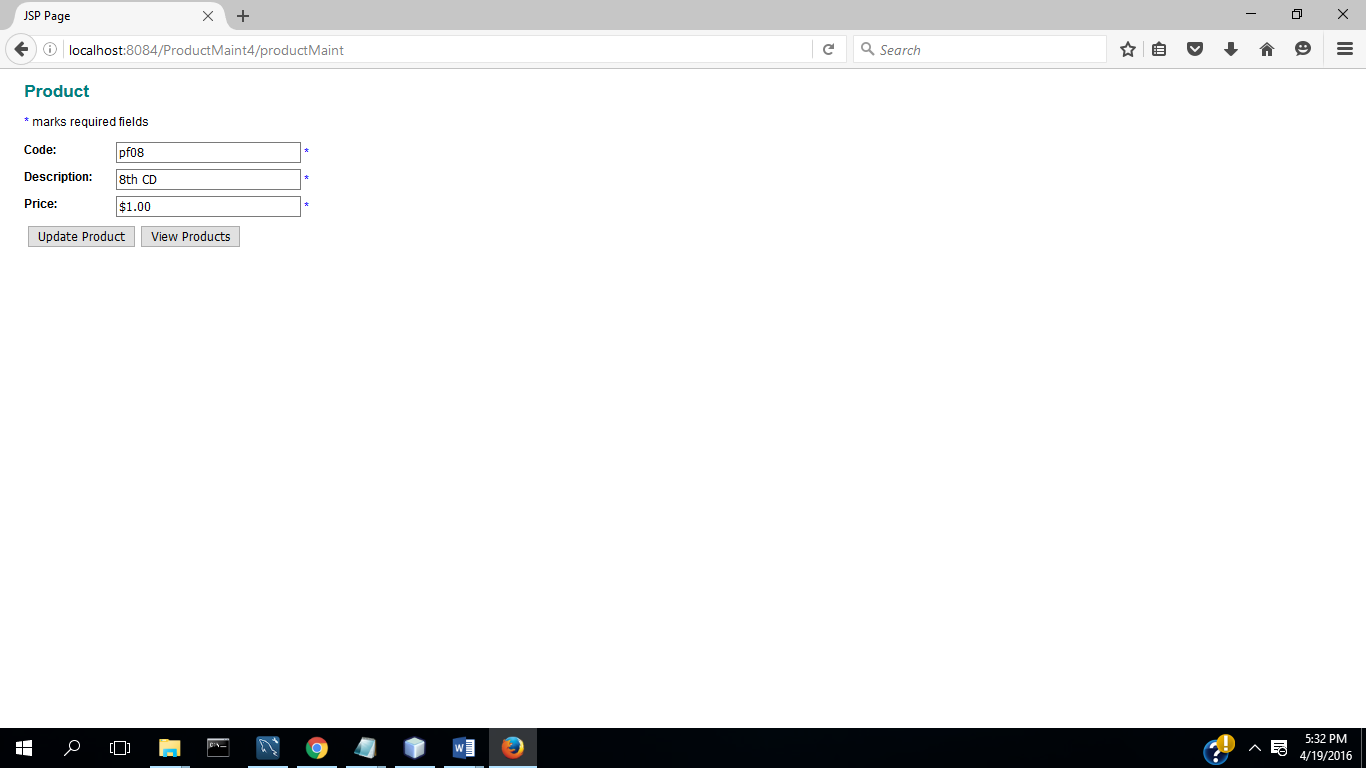 JSP Page
localhost:8084/ProductMaint4/productMaint
Search
Product
* marks required fields
Code: pf08 *
Description: 8th CD *
Price: $1.00 *
Update Product View Products
5:32 PM
4/19/2016